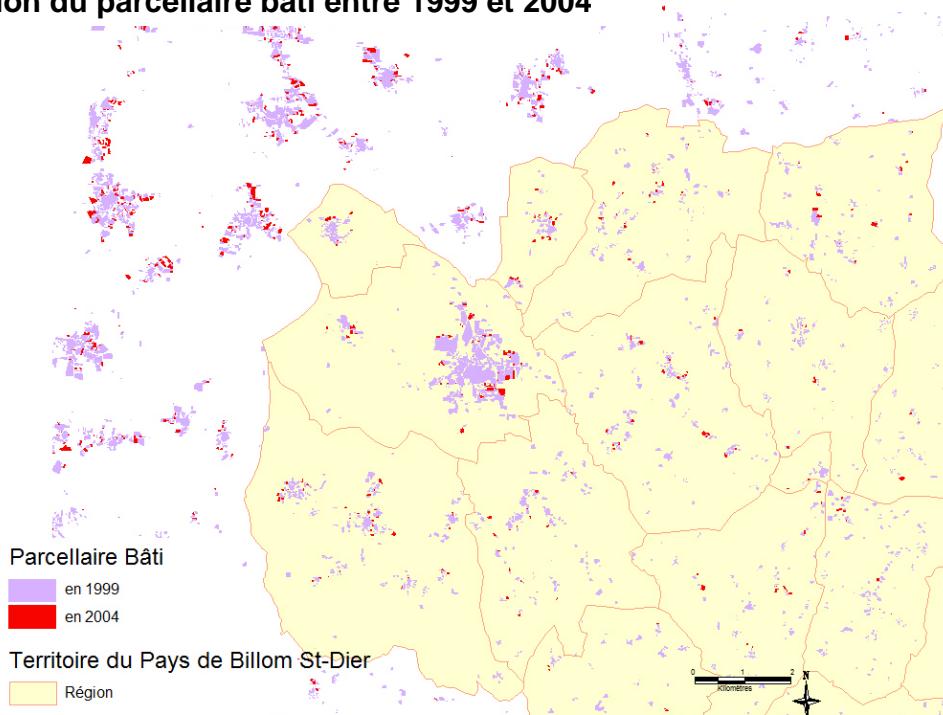 ion du parcellaire bâti entre 1999 et 2004
Parcellaire Bâti
en 1999
en 2004
Territoire du Pays de Billom St-Dier
Région
0 1 2
Kilomètres
N